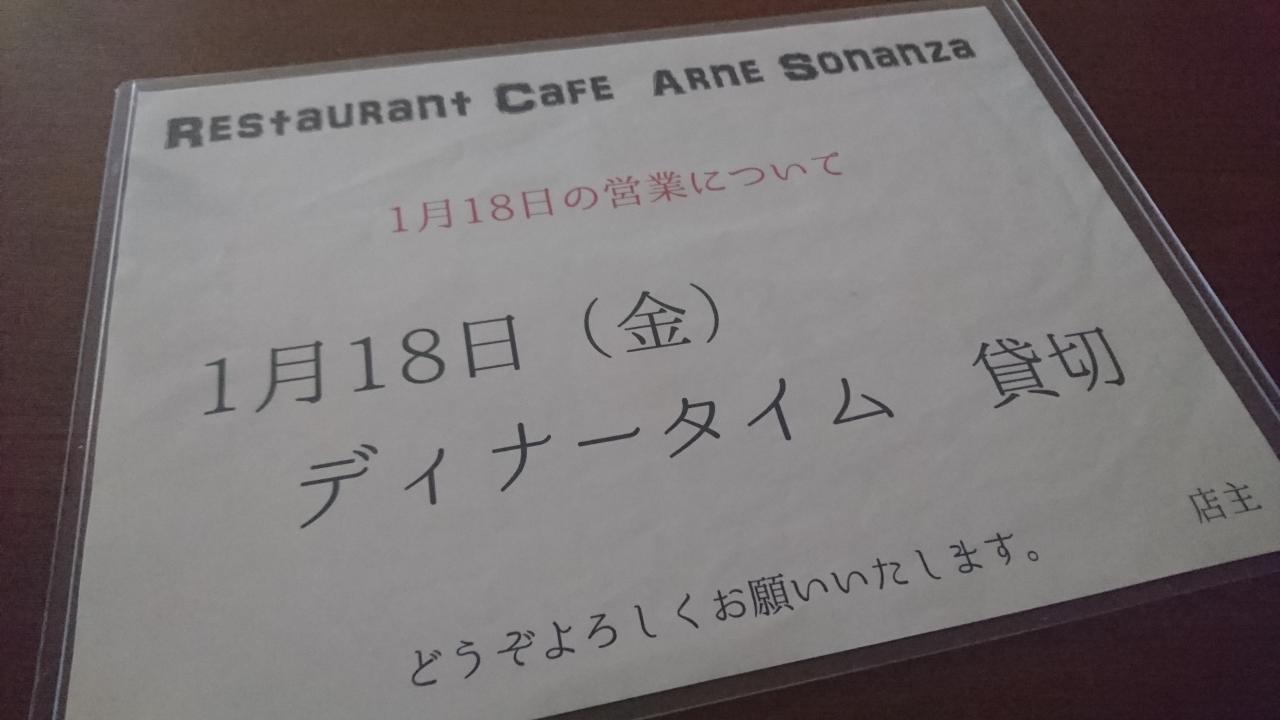 Restaurant Cafe Arne Sonanza
1月18日の営業について
1月18日（金）
ディナータイム　貸切
店主
どうぞよろしくお願いいたします。